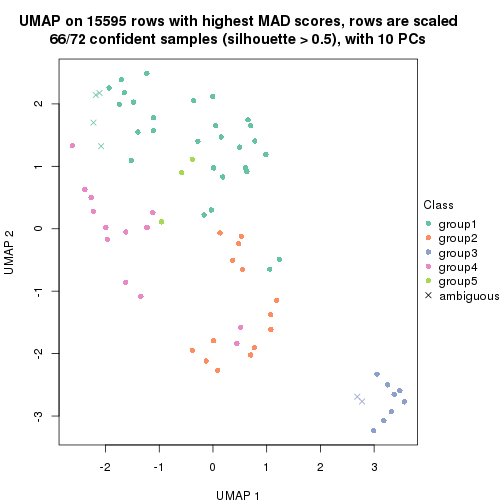 UMAP on 15595 rows with highest MAD scores, rows are scaled
66/72 confident samples (silhouette > 0.5), with 10 PCs
2
1
0
-1
-2
-3
UMAP 2
-2
-1
0
1
2
3
UMAP 1
Class
group1
group2
group3
group4
group5
ambiguous